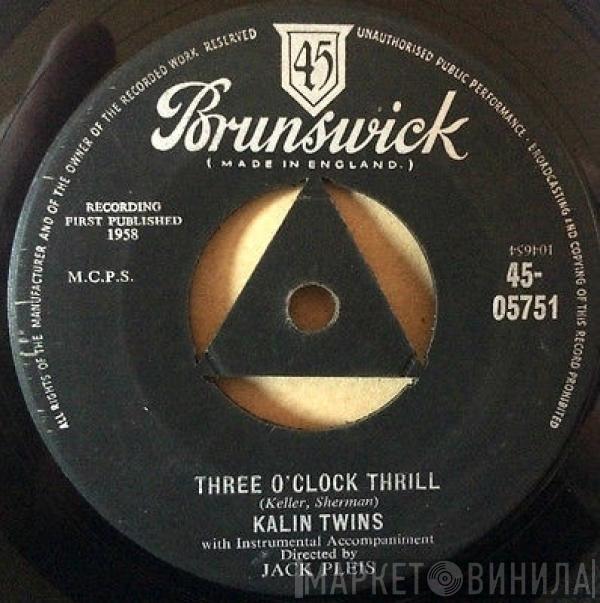 ALL RIGHTS OF THE MANUFACTURER AND OF THE OWNER OF THE RECORDED WORK RESERVED
UNAUTHORISED PUBLIC PERFORMANCE · BROADCASTING AND COPYING OF THIS RECORD PROHIBITED
45
Brunswick
( MADE IN ENGLAND. )
RECORDING
FIRST PUBLISHED
1958
M.C.P.S.
104654
45-
05751
THREE O'CLOCK THRILL
(Keller, Sherman)
KALIN TWINS
with Instrumental Accompaniment
Directed by
JACK PLEIS
МАРКЕТ ВИНИЛА